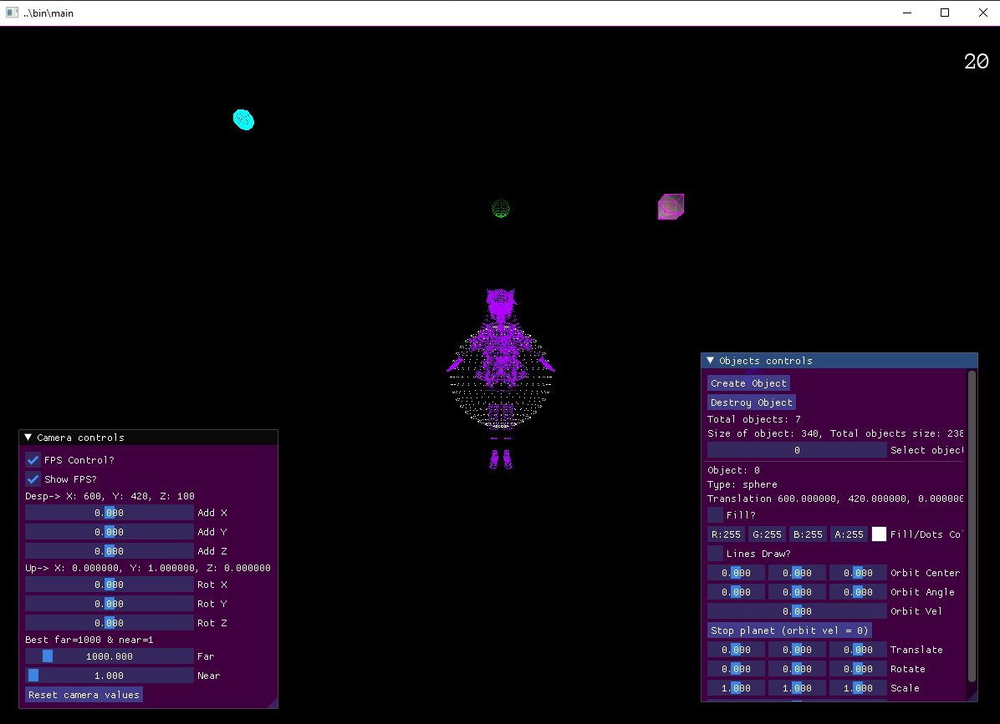 ..\bin\main
20
Camera controls
FPS Control?
Show FPS?
Desp-> X: 600, Y: 420, Z: 100
0.000 Add X
0.000 Add Y
0.000 Add Z
Up-> X: 0.000000, Y: 1.000000, Z: 0.000000
0.000 Rot X
0.000 Rot Y
0.000 Rot Z
Best far=1000 & near=1
1000.000 Far
1.000 Near
Reset camera values
Objects controls
Create Object
Destroy Object
Total objects: 7
Size of object: 340, Total objects size: 238
0 Select object
Object: 0
Type: sphere
Translation 600.000000, 420.000000, 0.000000
Fill?
R:255 G:255 B:255 A:255 Fill/Dots Co
Lines Draw?
0.000 0.000 0.000 Orbit Center
0.000 0.000 0.000 Orbit Angle
0.000 Orbit Vel
Stop planet (orbit vel = 0)
0.000 0.000 0.000 Translate
0.000 0.000 0.000 Rotate
1.000 1.000 1.000 Scale